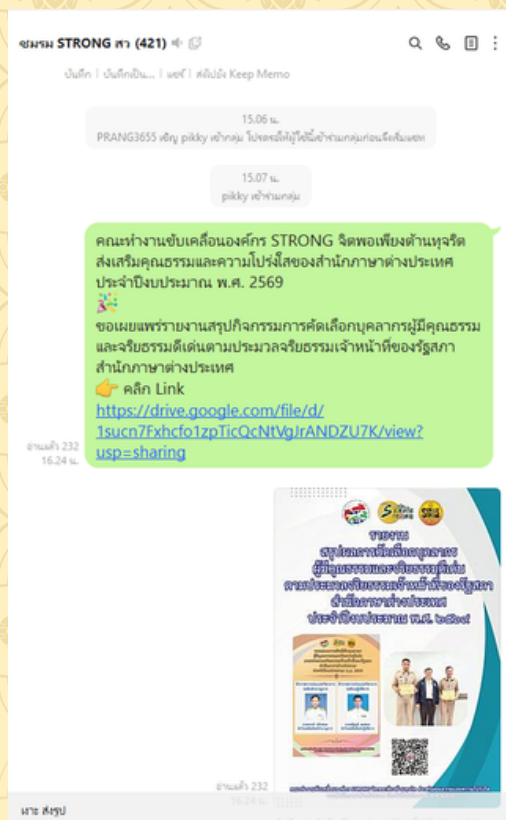 ชมรม STRONG สว (421)
บันทึก | บันทึกเป็น... | แชร์ | ส่งไปยัง Keep Memo
15.06 น.
PRANG3655 เชิญ pikky เข้ากลุ่ม โปรดรอให้ผู้ใช้นี้เข้าร่วมกลุ่มก่อนจึงเริ่มแชท
15.07 น.
pikky เข้าร่วมกลุ่ม
คณะทำงานขับเคลื่อนองค์กร STRONG จิตพอเพียงต้านทุจริต
ส่งเสริมคุณธรรมและความโปร่งใสของสำนักภาษาต่างประเทศ
ประจำปีงบประมาณ พ.ศ. 2569
ขอเผยแพร่รายงานสรุปกิจกรรมการคัดเลือกบุคลากรผู้มีคุณธรรม
และจริยธรรมดีเด่นตามประมวลจริยธรรมเจ้าหน้าที่ของรัฐสภา
สำนักภาษาต่างประเทศ
คลิก Link
https://drive.google.com/file/d/
1sucn7Fxhcfo1zpTicQcNtVgJrANDZU7K/view?
usp=sharing
อ่านแล้ว 232
16.24 น.
รายงาน
สรุปผลการคัดเลือกบุคลากร
ผู้มีคุณธรรมและจริยธรรมดีเด่น
ตามประมวลจริยธรรมเจ้าหน้าที่ของรัฐสภา
สำนักภาษาต่างประเทศ
ประจำปีงบประมาณ พ.ศ. ๒๕๖๙
อ่านแล้ว 232
16.24 น.
เกาะ ส่งรูป